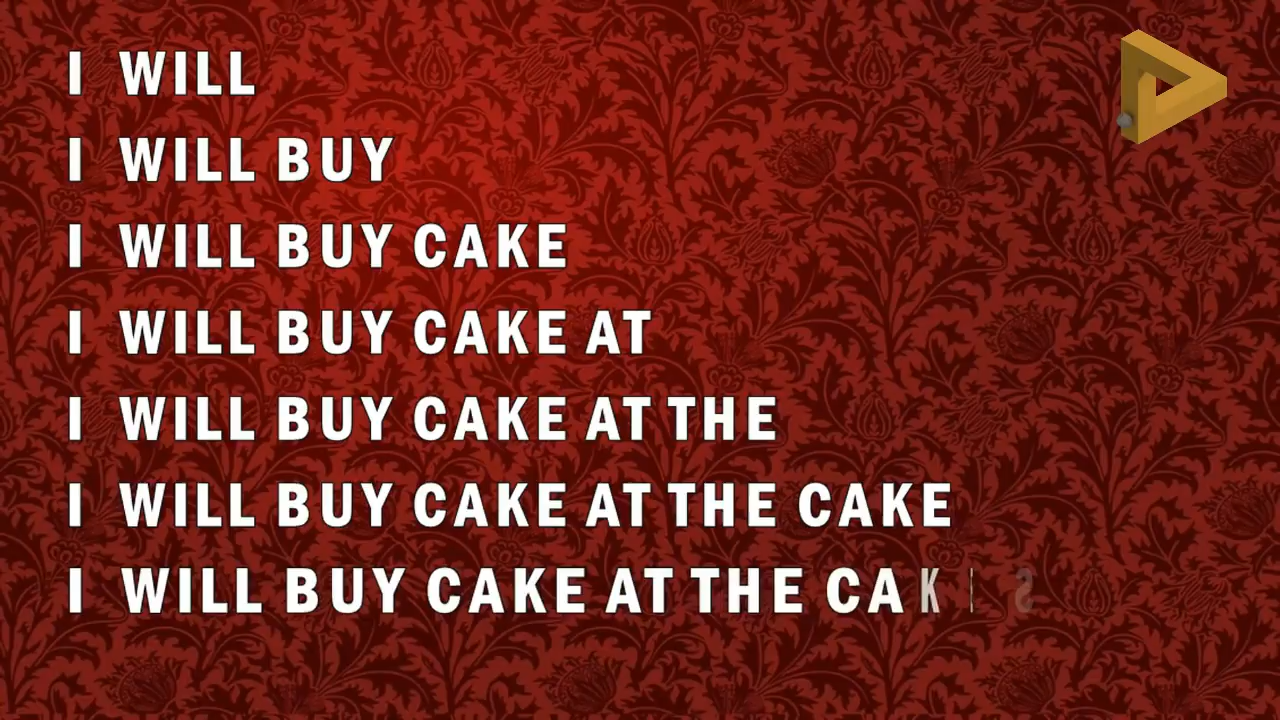 I WILL
I WILL BUY
I WILL BUY CAKE
I WILL BUY CAKE AT
I WILL BUY CAKE AT THE
I WILL BUY CAKE AT THE CAKE
I WILL BUY CAKE AT THE